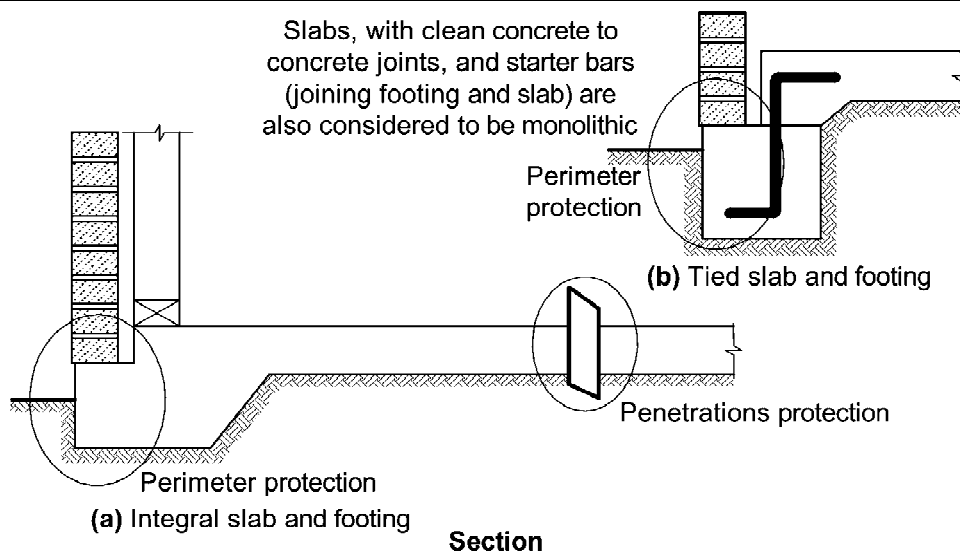 Slabs, with clean concrete to
concrete joints, and starter bars
(joining footing and slab) are
also considered to be monolithic
Perimeter
protection
(b) Tied slab and footing
Penetrations protection
Perimeter protection
(a) Integral slab and footing
Section